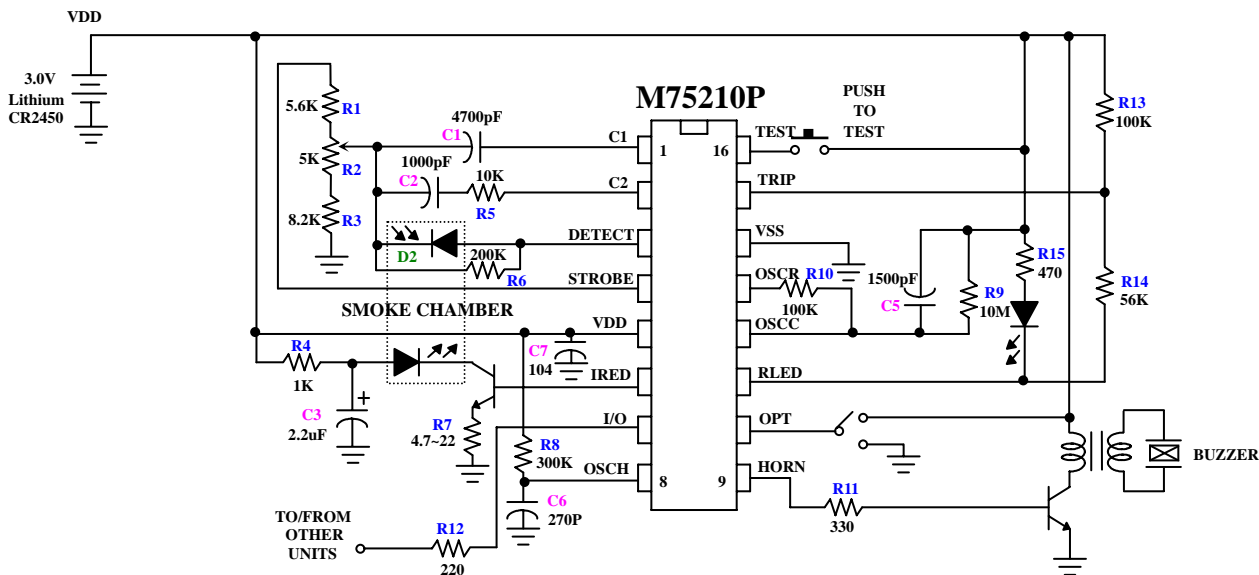 VDD
3.0V
Lithium
CR2450
5.6K
R1
5K
R2
8.2K
R3
4700pF
C1
1000pF
C2
10K
R5
D2
200K
R6
SMOKE CHAMBER
R4
1K
C3
+
2.2uF
R7
4.7~22
C7
104
R8
300K
C6
270P
TO/FROM
OTHER
UNITS
R12
220
M75210P
C1
C2
DETECT
STROBE
VDD
IRED
I/O
OSCH
1
16
8
9
TEST
TRIP
VSS
OSCR
OSCC
RLED
OPT
HORN
PUSH
TO
TEST
R10
100K
1500pF
C5
R9
10M
R15
470
R13
100K
R14
56K
R11
330
BUZZER